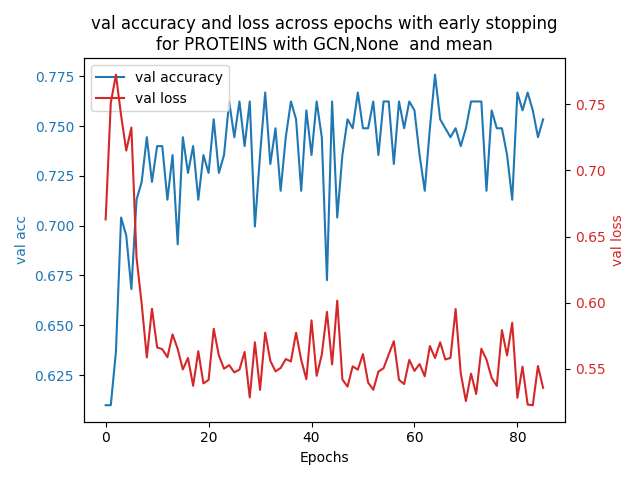 val accuracy and loss across epochs with early stopping
for PROTEINS with GCN,None  and mean
val accuracy
val loss
0.775
0.750
0.725
0.700
0.675
0.650
0.625
val acc
0.75
0.70
0.65
0.60
0.55
val loss
0
20
40
60
80
Epochs